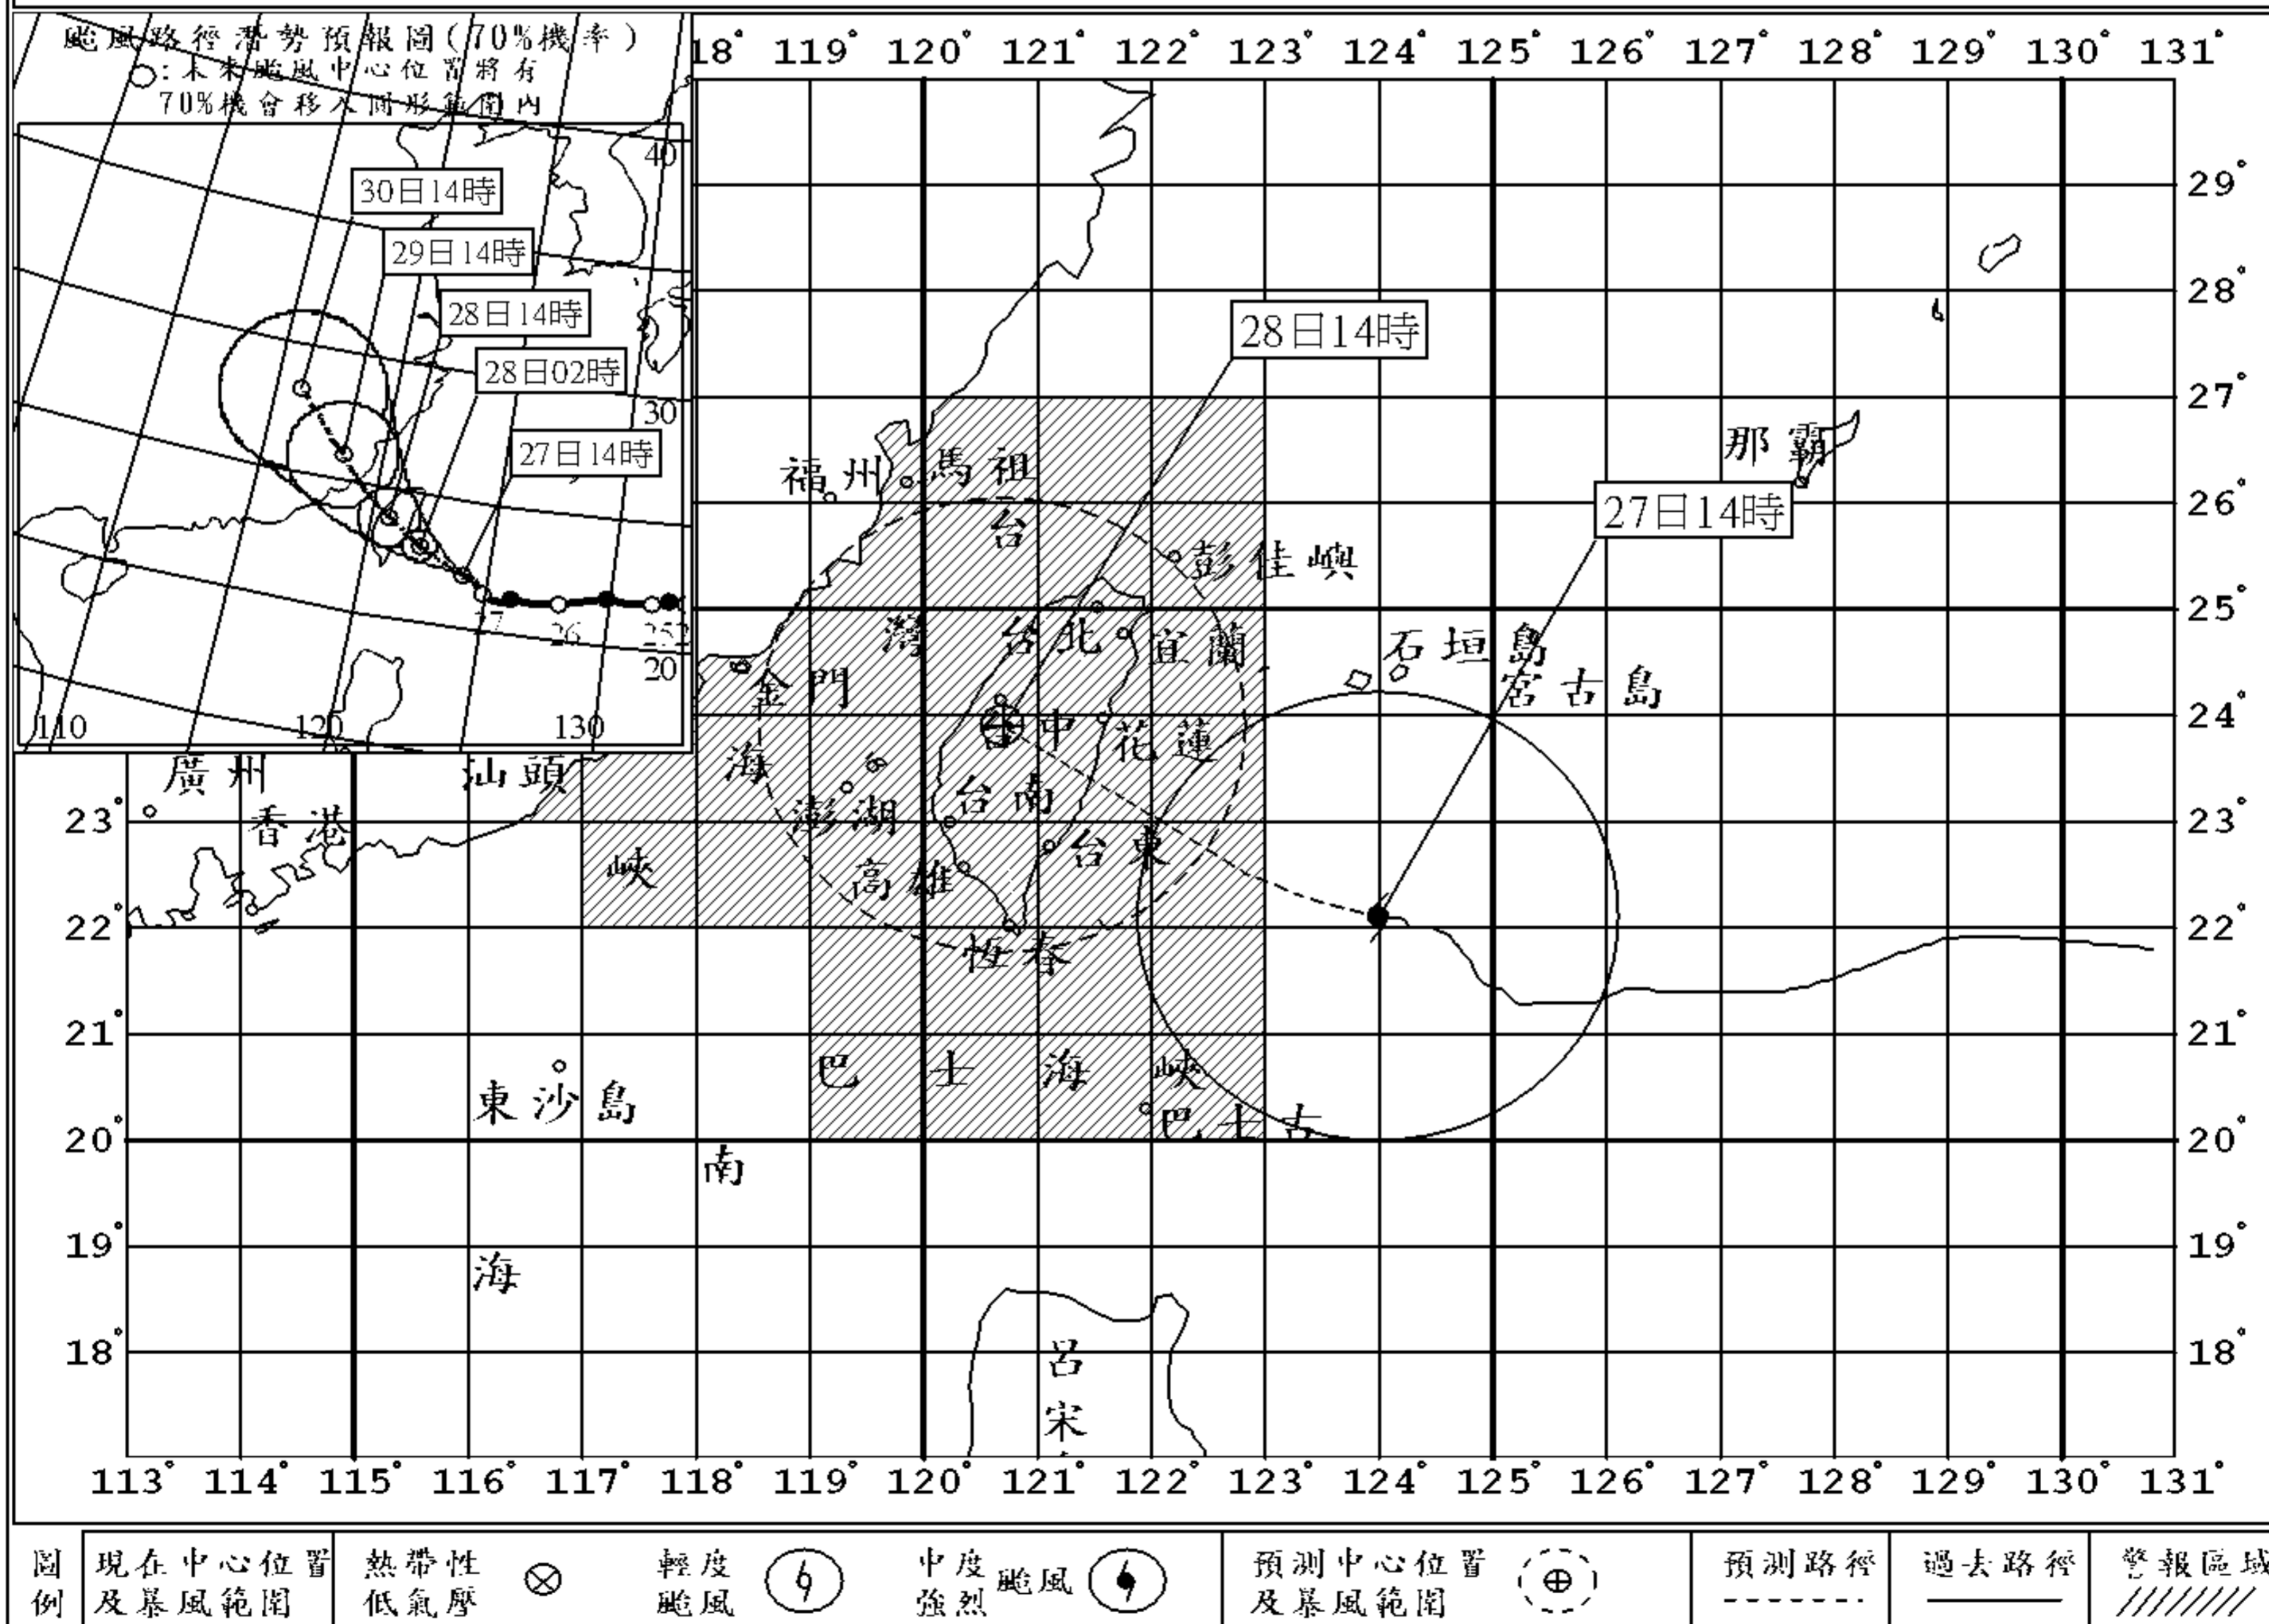 颱風路徑潛勢預報圖(70%機率)
○:未來颱風中心位置將有
70%機會移入圓形範圍內
18° 119° 120° 121° 122° 123° 124° 125° 126° 127° 128° 129° 130° 131°
40
30日14時
29°
29日14時
28日14時
28°
28日14時
28日02時
27°
30
27日14時
那霸
福州
馬祖
26°
27日14時
台
彭佳嶼
25°
27
26
25
灣
台北
宜蘭
石垣島
20
金門
宮古島
110
120
130
24°
台中
花蓮
廣州
汕頭
海
23°
香港
澎湖
台南
23°
峽
高雄
台東
22°
恆春
22°
21°
21°
巴士海峽
東沙島
巴士古
20°
20°
南
19°
海
19°
18°
呂
18°
宋
113° 114° 115° 116° 117° 118° 119° 120° 121° 122° 123° 124° 125° 126° 127° 128° 129° 130° 131°
圖例
現在中心位置
及暴風範圍
熱帶性
低氣壓
輕度
颱風
中度
強烈
颱風
預測中心位置
及暴風範圍
預測路徑
過去路徑
警報區域